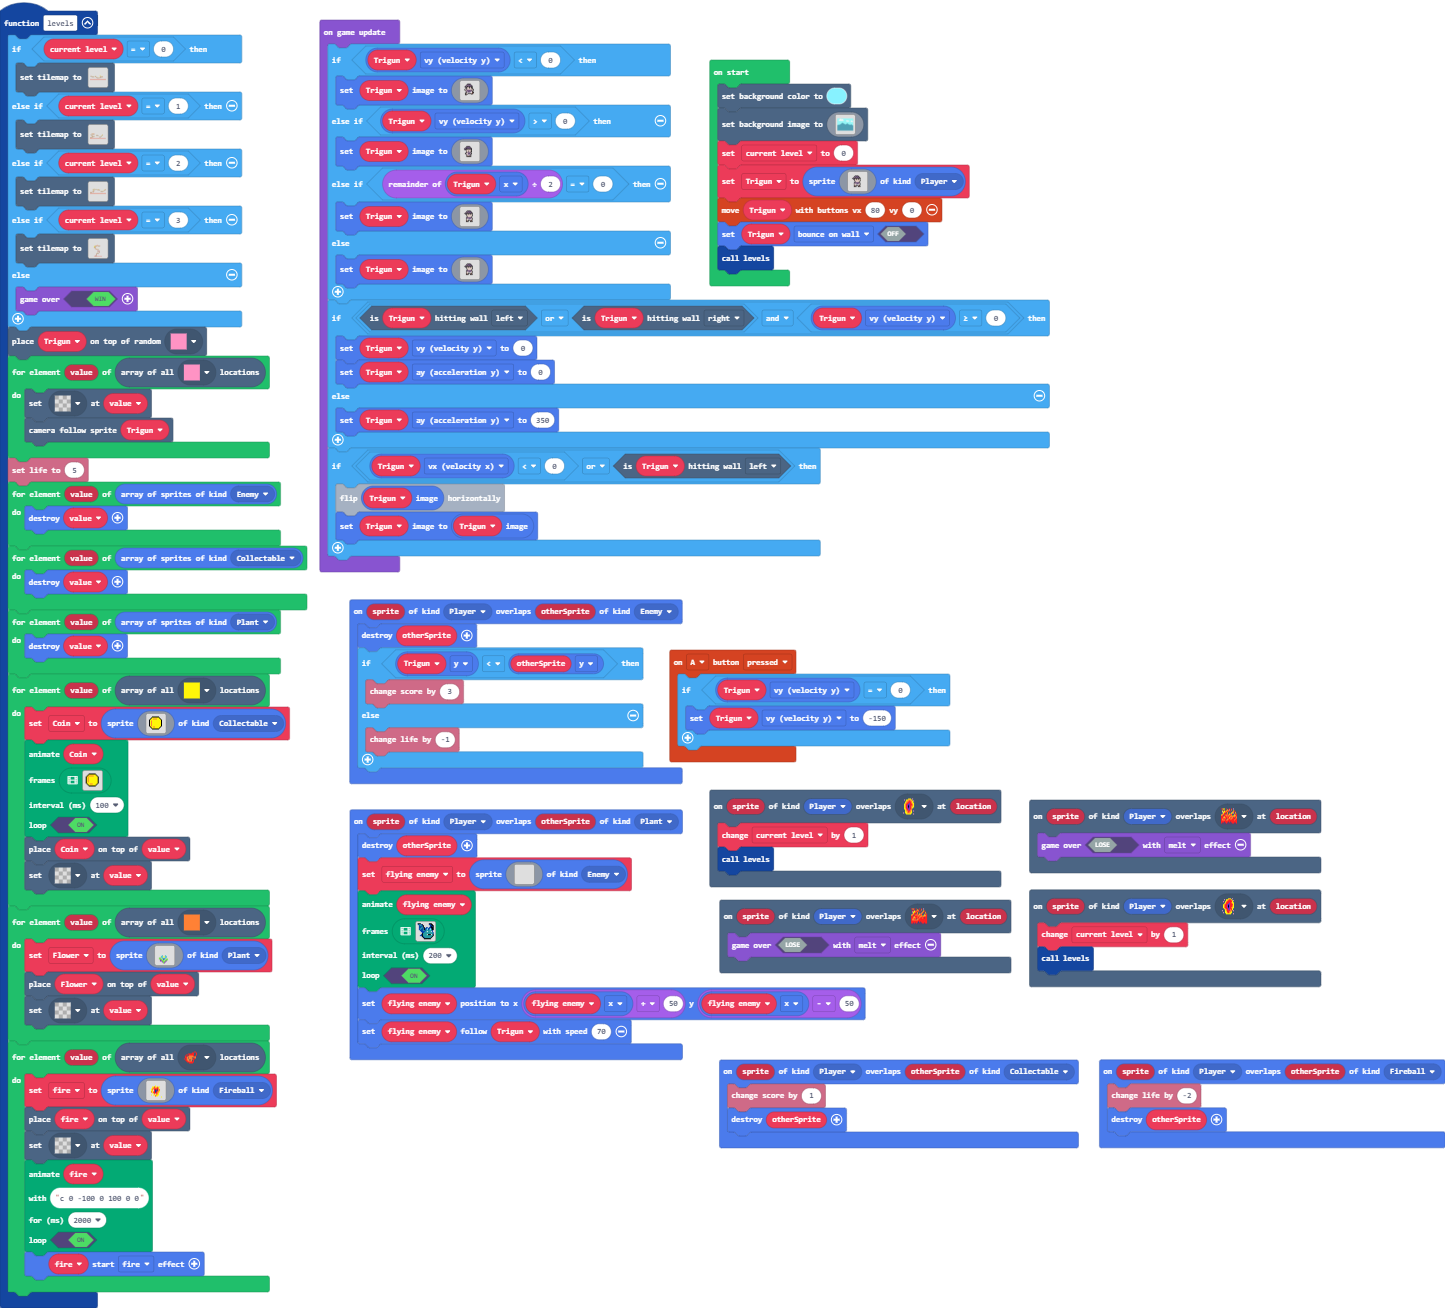 function levels
if current level = 0 then
set tilemap to
else if current level = 1 then
set tilemap to
else if current level = 2 then
set tilemap to
else if current level = 3 then
set tilemap to
else
game over WIN
place Trigun on top of random
for element value of array of all locations
do set at value
camera follow sprite Trigun
set life to 5
for element value of array of sprites of kind Enemy
do destroy value
for element value of array of sprites of kind Collectable
do destroy value
for element value of array of sprites of kind Plant
do destroy value
for element value of array of all locations
do set Coin to sprite of kind Collectable
animate Coin
frames
interval (ms) 100
loop ON
place Coin on top of value
set at value
for element value of array of all locations
do set Flower to sprite of kind Plant
place Flower on top of value
set at value
for element value of array of all locations
do set fire to sprite of kind Fireball
place fire on top of value
set at value
animate fire
with "c 0 -100 0 100 0 0"
for (ms) 2000
loop ON
fire start fire effect
on game update
if Trigun vy (velocity y) < 0 then
set Trigun image to
else if Trigun vy (velocity y) > 0 then
set Trigun image to
else if remainder of Trigun x ÷ 2 = 0 then
set Trigun image to
else
set Trigun image to
if is Trigun hitting wall left or is Trigun hitting wall right and Trigun vy (velocity y) ≥ 0 then
set Trigun vy (velocity y) to 0
set Trigun ay (acceleration y) to 0
else
set Trigun ay (acceleration y) to 350
if Trigun vx (velocity x) < 0 or is Trigun hitting wall left then
flip Trigun image horizontally
set Trigun image to Trigun image
on start
set background color to
set background image to
set current level to 0
set Trigun to sprite of kind Player
move Trigun with buttons vx 80 vy 0
set Trigun bounce on wall OFF
call levels
on sprite of kind Player overlaps otherSprite of kind Enemy
destroy otherSprite
if Trigun y < otherSprite y then
change score by 3
else
change life by -1
on A button pressed
if Trigun vy (velocity y) = 0 then
set Trigun vy (velocity y) to -150
on sprite of kind Player overlaps otherSprite of kind Plant
destroy otherSprite
set flying enemy to sprite of kind Enemy
animate flying enemy
frames
interval (ms) 200
loop ON
set flying enemy position to x flying enemy x + 50 y flying enemy x - 50
set flying enemy follow Trigun with speed 70
on sprite of kind Player overlaps at location
change current level by 1
call levels
on sprite of kind Player overlaps at location
game over LOSE with melt effect
on sprite of kind Player overlaps at location
game over LOSE with melt effect
on sprite of kind Player overlaps at location
change current level by 1
call levels
on sprite of kind Player overlaps otherSprite of kind Collectable
change score by 1
destroy otherSprite
on sprite of kind Player overlaps otherSprite of kind Fireball
change life by -2
destroy otherSprite